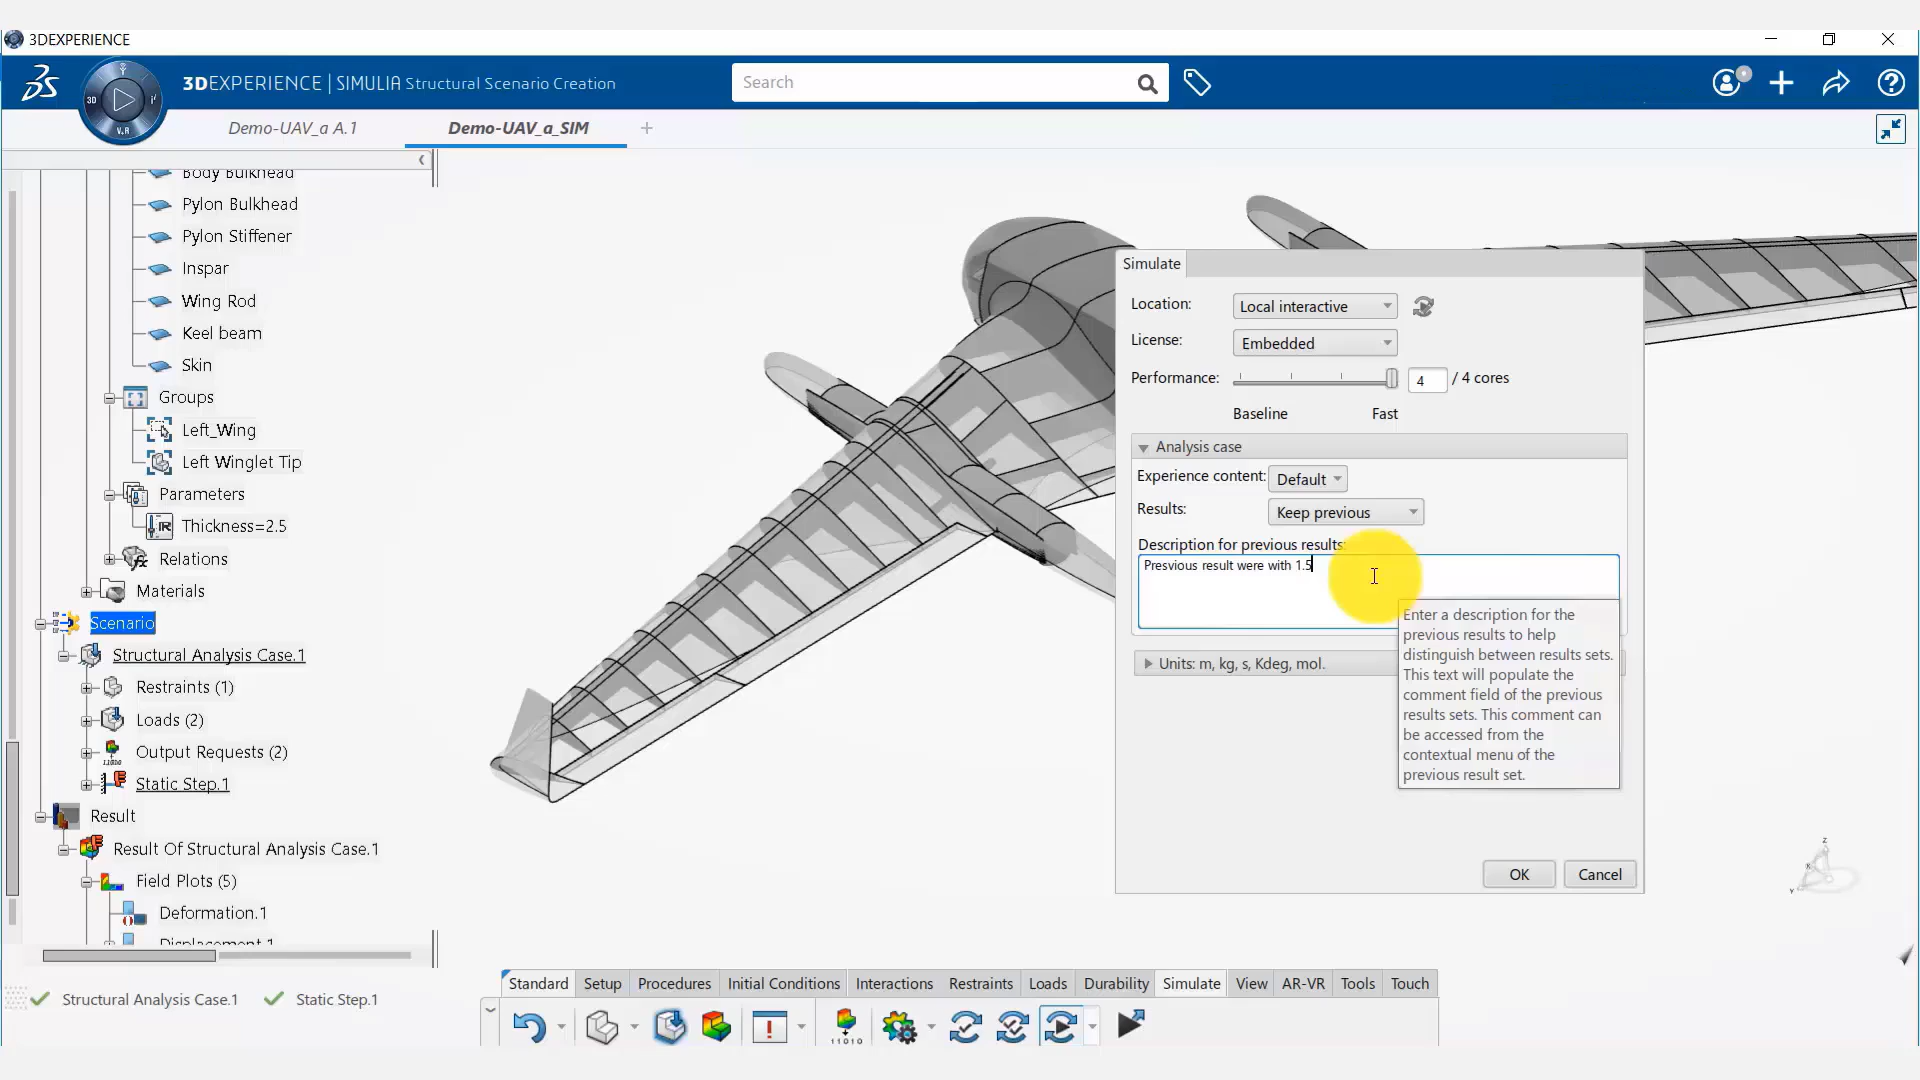 3DEXPERIENCE
3DEXPERIENCE | SIMULIA Structural Scenario Creation
Search
3D
V.R
Demo-UAV_a A.1
Demo-UAV_a_SIM
Body Bulkhead
Pylon Bulkhead
Pylon Stiffener
Inspar
Wing Rod
Keel beam
Skin
Groups
Left_Wing
Left Winglet Tip
Parameters
Thickness=2.5
Relations
Materials
Scenario
Structural Analysis Case.1
Restraints (1)
Loads (2)
Output Requests (2)
Static Step.1
Result
Result Of Structural Analysis Case.1
Field Plots (5)
Deformation.1
Displacement.1
Structural Analysis Case.1
Static Step.1
Simulate
Location:
Local interactive
License:
Embedded
Performance:
4
/ 4 cores
Baseline
Fast
Analysis case
Experience content:
Default
Results:
Keep previous
Description for previous results:
Presvious result were with 1.5
Enter a description for the
previous results to help
distinguish between results sets.
This text will populate the
comment field of the previous
results sets. This comment can
be accessed from the
contextual menu of the
previous result set.
Units: m, kg, s, Kdeg, mol.
OK
Cancel
Standard
Setup
Procedures
Initial Conditions
Interactions
Restraints
Loads
Durability
Simulate
View
AR-VR
Tools
Touch
11010